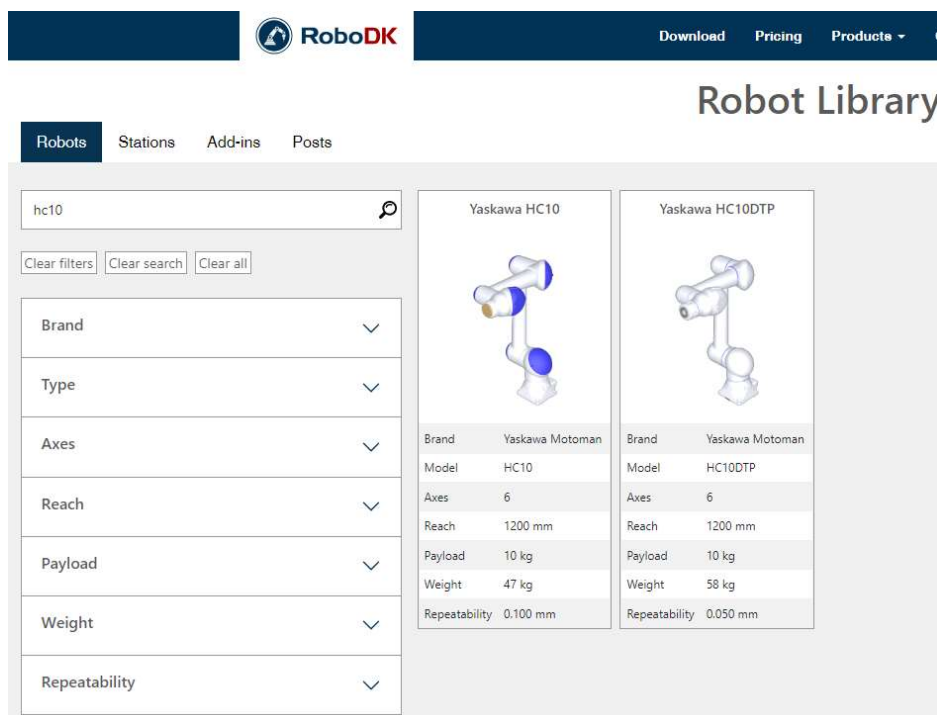 RoboDK
Download Pricing Products
Robot Library
Robots Stations Add-ins Posts
hc10
Clear filters Clear search Clear all
Brand
Type
Axes
Reach
Payload
Weight
Repeatability
Yaskawa HC10
Brand Yaskawa Motoman
Model HC10
Axes 6
Reach 1200 mm
Payload 10 kg
Weight 47 kg
Repeatability 0.100 mm
Yaskawa HC10DTP
Brand Yaskawa Motoman
Model HC10DTP
Axes 6
Reach 1200 mm
Payload 10 kg
Weight 58 kg
Repeatability 0.050 mm